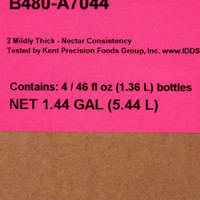 B480-A7044
2 Mildly Thick - Nectar Consistency
Tested by Kent Precision Foods Group, Inc. www.IDDS
Contains: 4 / 46 fl oz (1.36 L) bottles
NET 1.44 GAL (5.44 L)